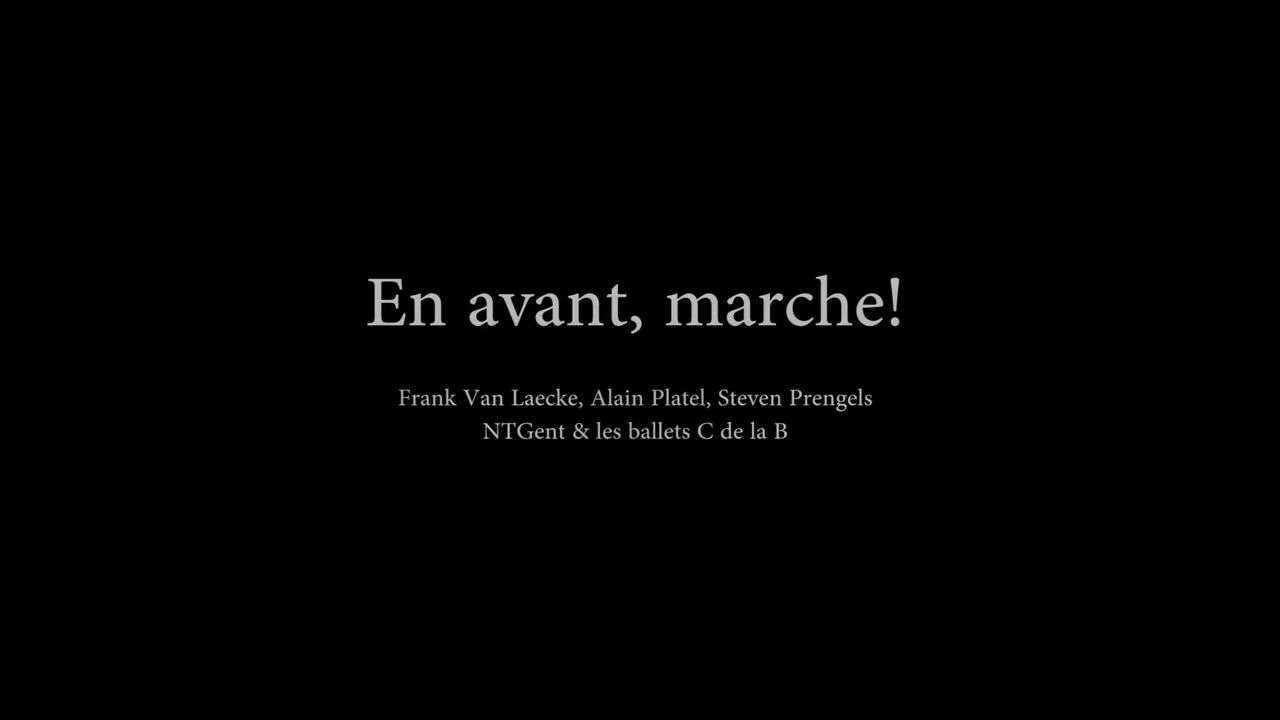 En avant, marche!
Frank Van Laecke, Alain Platel, Steven Prengels
NTGent & les ballets C de la B